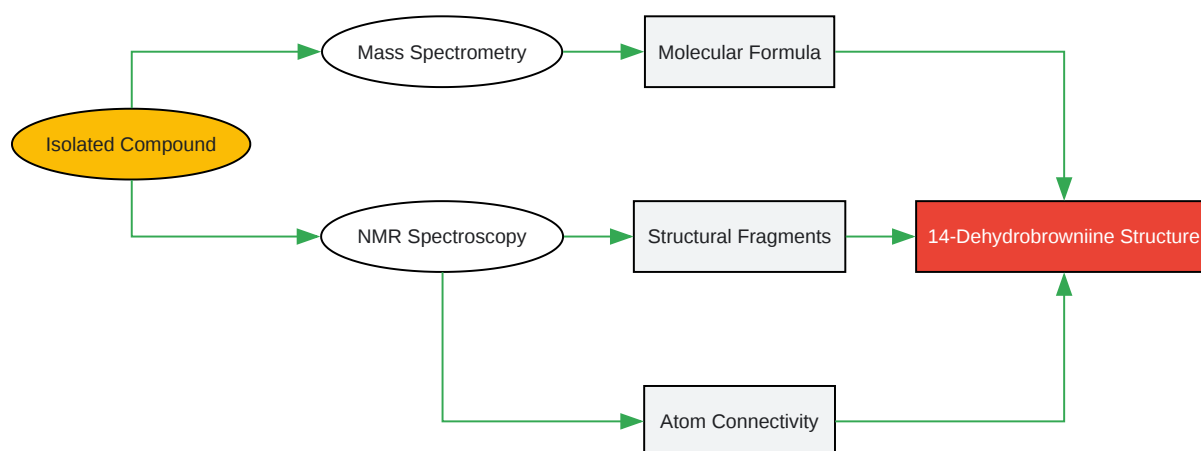 Mass Spectrometry
Molecular Formula
Isolated Compound
NMR Spectroscopy
Structural Fragments
14-Dehydrobrowniine Structure
Atom Connectivity